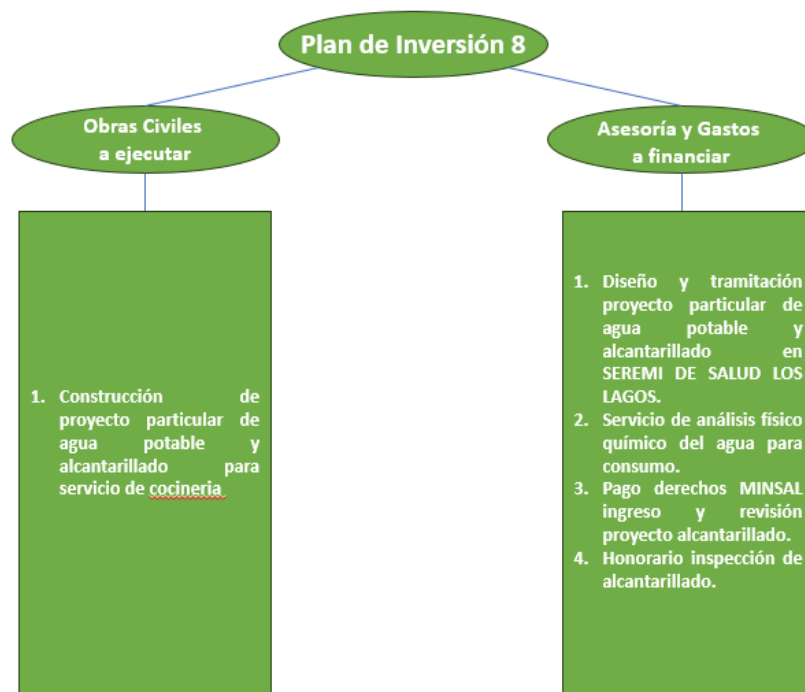 Plan de Inversión 8
Obras Civiles
a ejecutar
Asesoría y Gastos
a financiar
1. Construcción de
proyecto particular de
agua potable y
alcantarillado para
servicio de cocineria
1. Diseño y tramitación
proyecto particular de
agua potable y
alcantarillado en
SEREMI DE SALUD LOS
LAGOS.
2. Servicio de análisis físico
químico del agua para
consumo.
3. Pago derechos MINSAL
ingreso y revisión
proyecto alcantarillado.
4. Honorario inspección de
alcantarillado.